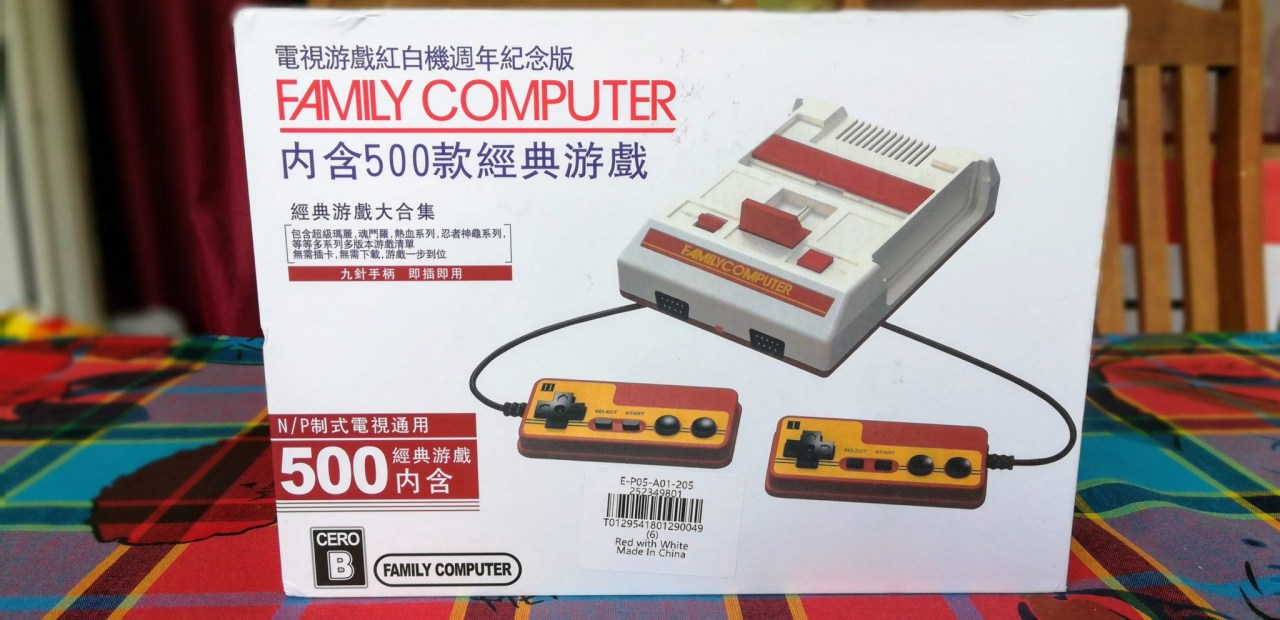 電視游戲紅白機週年紀念版
FAMILY COMPUTER
内含500款經典游戲
經典游戲大合集
包含超級瑪麗,魂鬥羅,熱血系列,忍者神龜系列,
等等多系列多版本游戲清單
無需插卡,無需下載,游戲一步到位
九針手柄 即插即用
FAMILY COMPUTER
II
SELECT START
I
SELECT START
N/P制式電視通用
500
經典游戲
内含
E-P05-A01-205
252349801
T0129541801290049
(6)
Red with White
Made In China
CERO
B
FAMILY COMPUTER